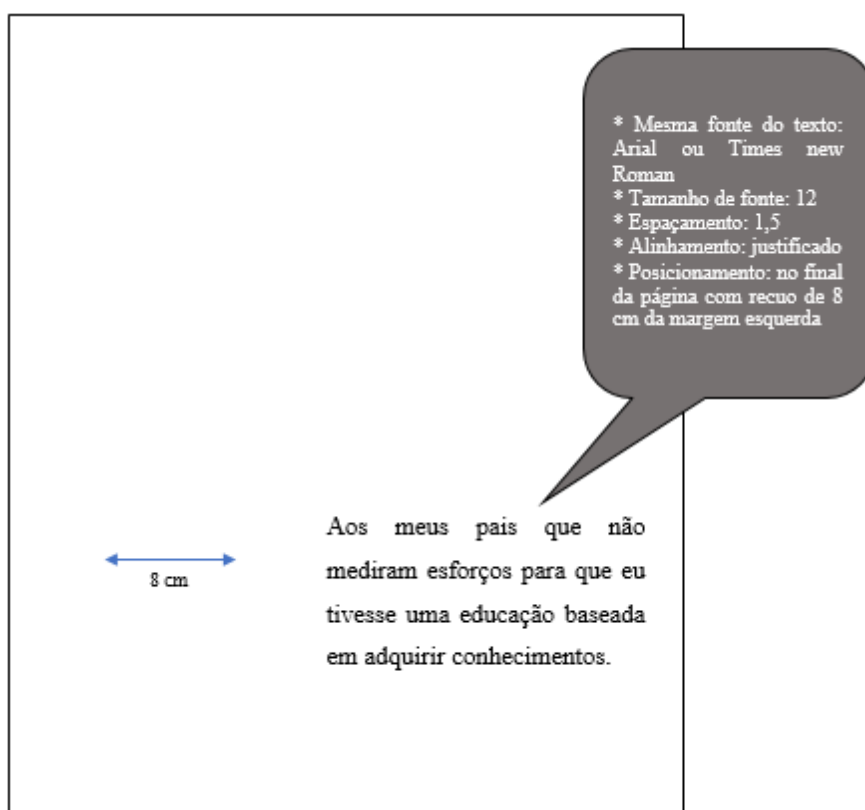 * Mesma fonte do texto:
Arial ou Times new
Roman
* Tamanho de fonte: 12
* Espaçamento: 1,5
* Alinhamento: justificado
* Posicionamento: no final
da página com recuo de 8
cm da margem esquerda
Aos meus pais que não
mediram esforços para que eu
tivesse uma educação baseada
em adquirir conhecimentos.
8 cm